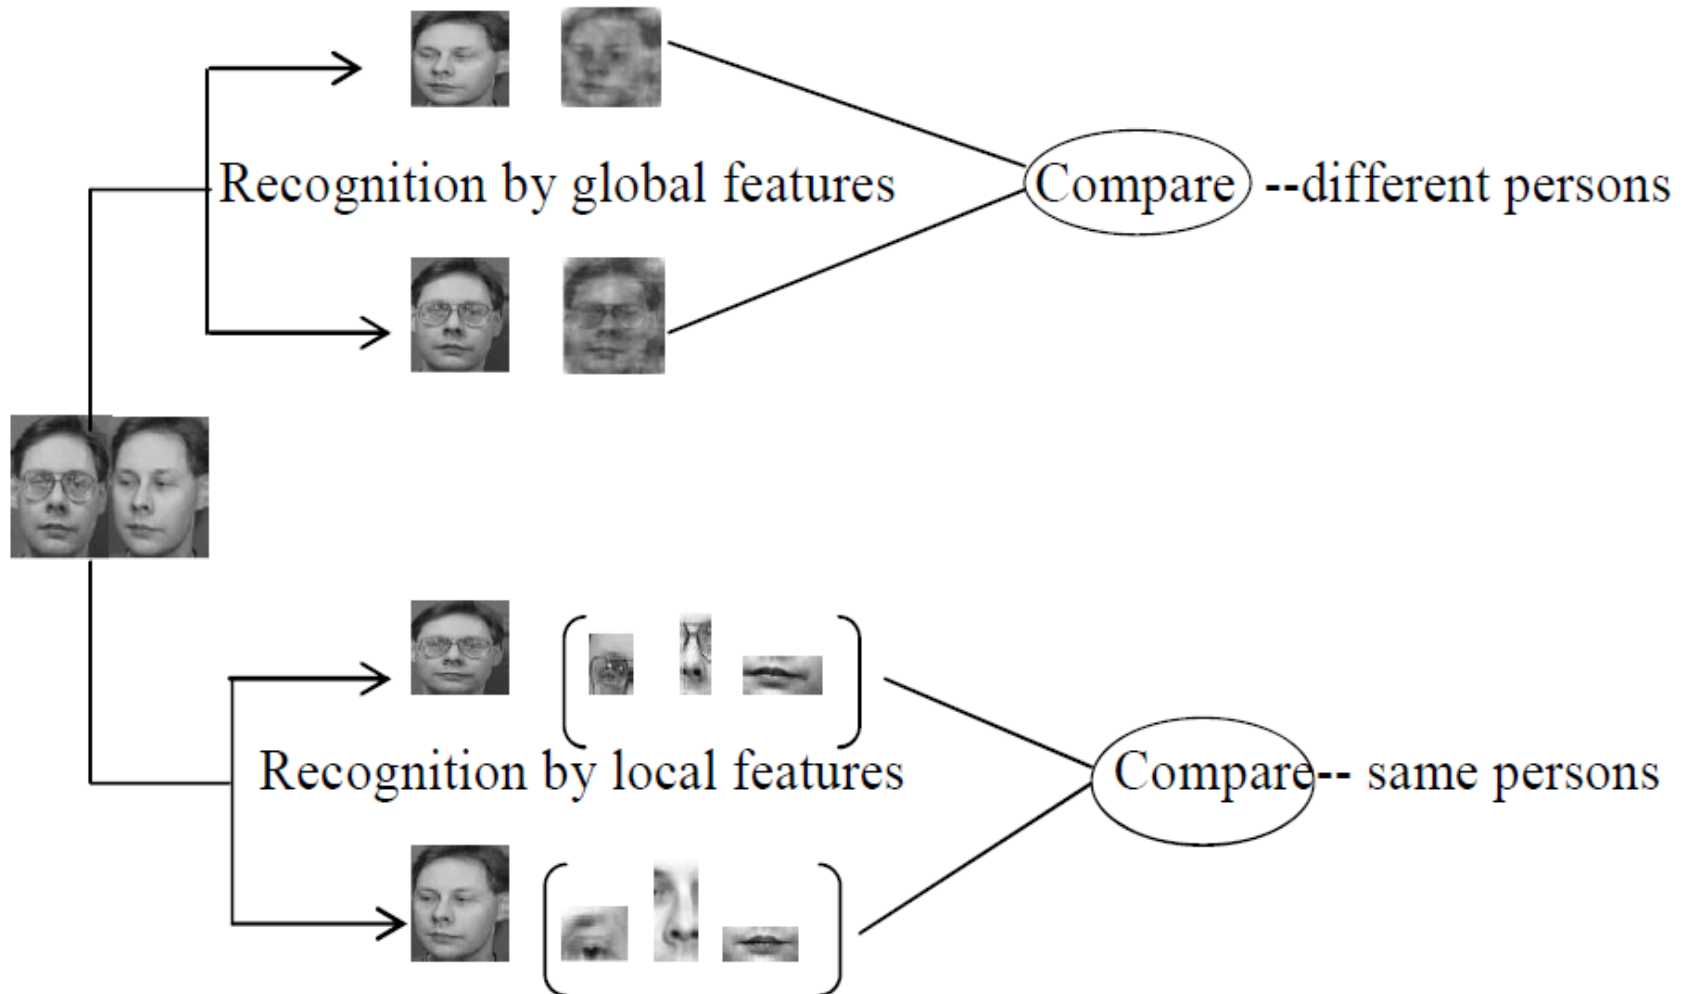 Recognition by global features
Compare --different persons
Recognition by local features
Compare-- same persons